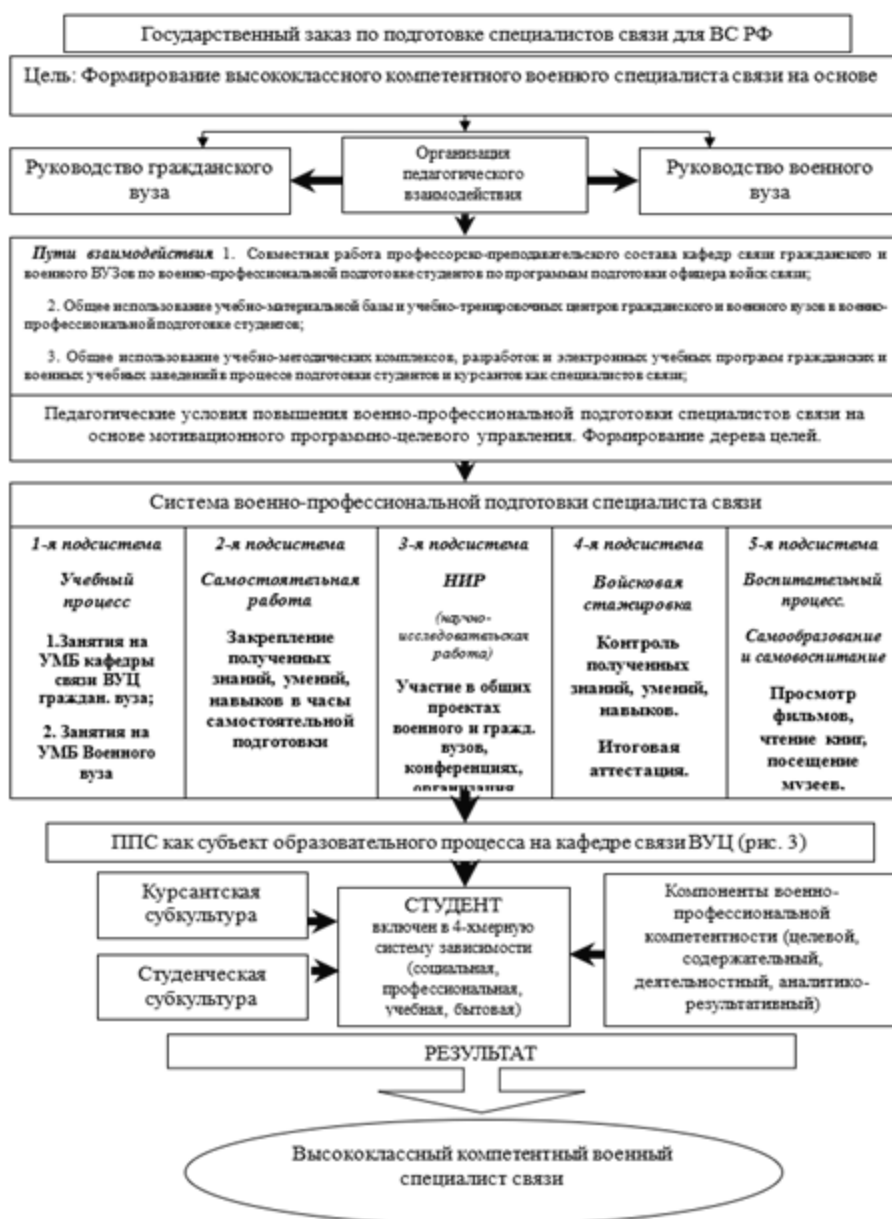 Государственный заказ по подготовке специалистов связи для ВС РФ
Цель: Формирование высококлассного компетентного военного специалиста связи на основе
Руководство гражданского
вуза
Организация
педагогического
взаимодействия
Руководство военного
вуза
Пути взаимодействия 1. Совместная работа профессорско-преподавательского состава кафедр связи гражданского и
военного ВУЗов по военно-профессиональной подготовке студентов по программам подготовки офицера войск связи;
2. Общее использование учебно-материальной базы и учебно-тренировочных центров гражданского и военного вузов в военно-
профессиональной подготовке студентов;
3. Общее использование учебно-методических комплексов, разработок и электронных учебных программ гражданских и
военных учебных заведений в процессе подготовки студентов и курсантов как специалистов связи;
Педагогические условия повышения военно-профессиональной подготовки специалистов связи на
основе мотивационного программно-целевого управления. Формирование дерева целей.
Система военно-профессиональной подготовки специалиста связи
1-я подсистема
Учебный
процесс
1.Занятия на
УМБ кафедры
связи ВУЦ
граждан. вуза;
2. Занятия на
УМБ Военного
вуза
2-я подсистема
Самостоятельная
работа
Закрепление
полученных
знаний, умений,
навыков в часы
самостоятельной
подготовки
3-я подсистема
НИР
(научно-
исследовательская
работа)
Участие в общих
проектах
военного и гражд.
вузов,
конференциях,
организация
4-я подсистема
Войсковая
стажировка
Контроль
полученных
знаний, умений,
навыков.
Итоговая
аттестация.
5-я подсистема
Воспитательный
процесс.
Самообразование
и самовоспитание
Просмотр
фильмов,
чтение книг,
посещение
музеев.
ППС как субъект образовательного процесса на кафедре связи ВУЦ (рис. 3)
Курсантская
субкультура
Студенческая
субкультура
СТУДЕНТ
включен в 4-хмерную
систему зависимости
(социальная,
профессиональная,
учебная, бытовая)
Компоненты военно-
профессиональной
компетентности (целевой,
содержательный,
деятельностный, аналитико-
результативный)
РЕЗУЛЬТАТ
Высококлассный компетентный военный
специалист связи